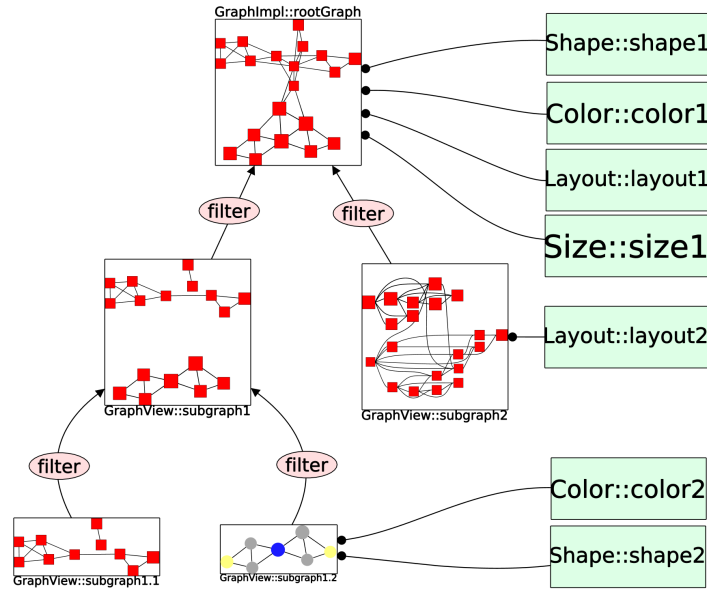 GraphImpl::rootGraph
Shape::shape1
Color::color1
Layout::layout1
Size::size1
filter
filter
Layout::layout2
GraphView::subgraph1
GraphView::subgraph2
filter
filter
Color::color2
Shape::shape2
GraphView::subgraph1.1
GraphView::subgraph1.2